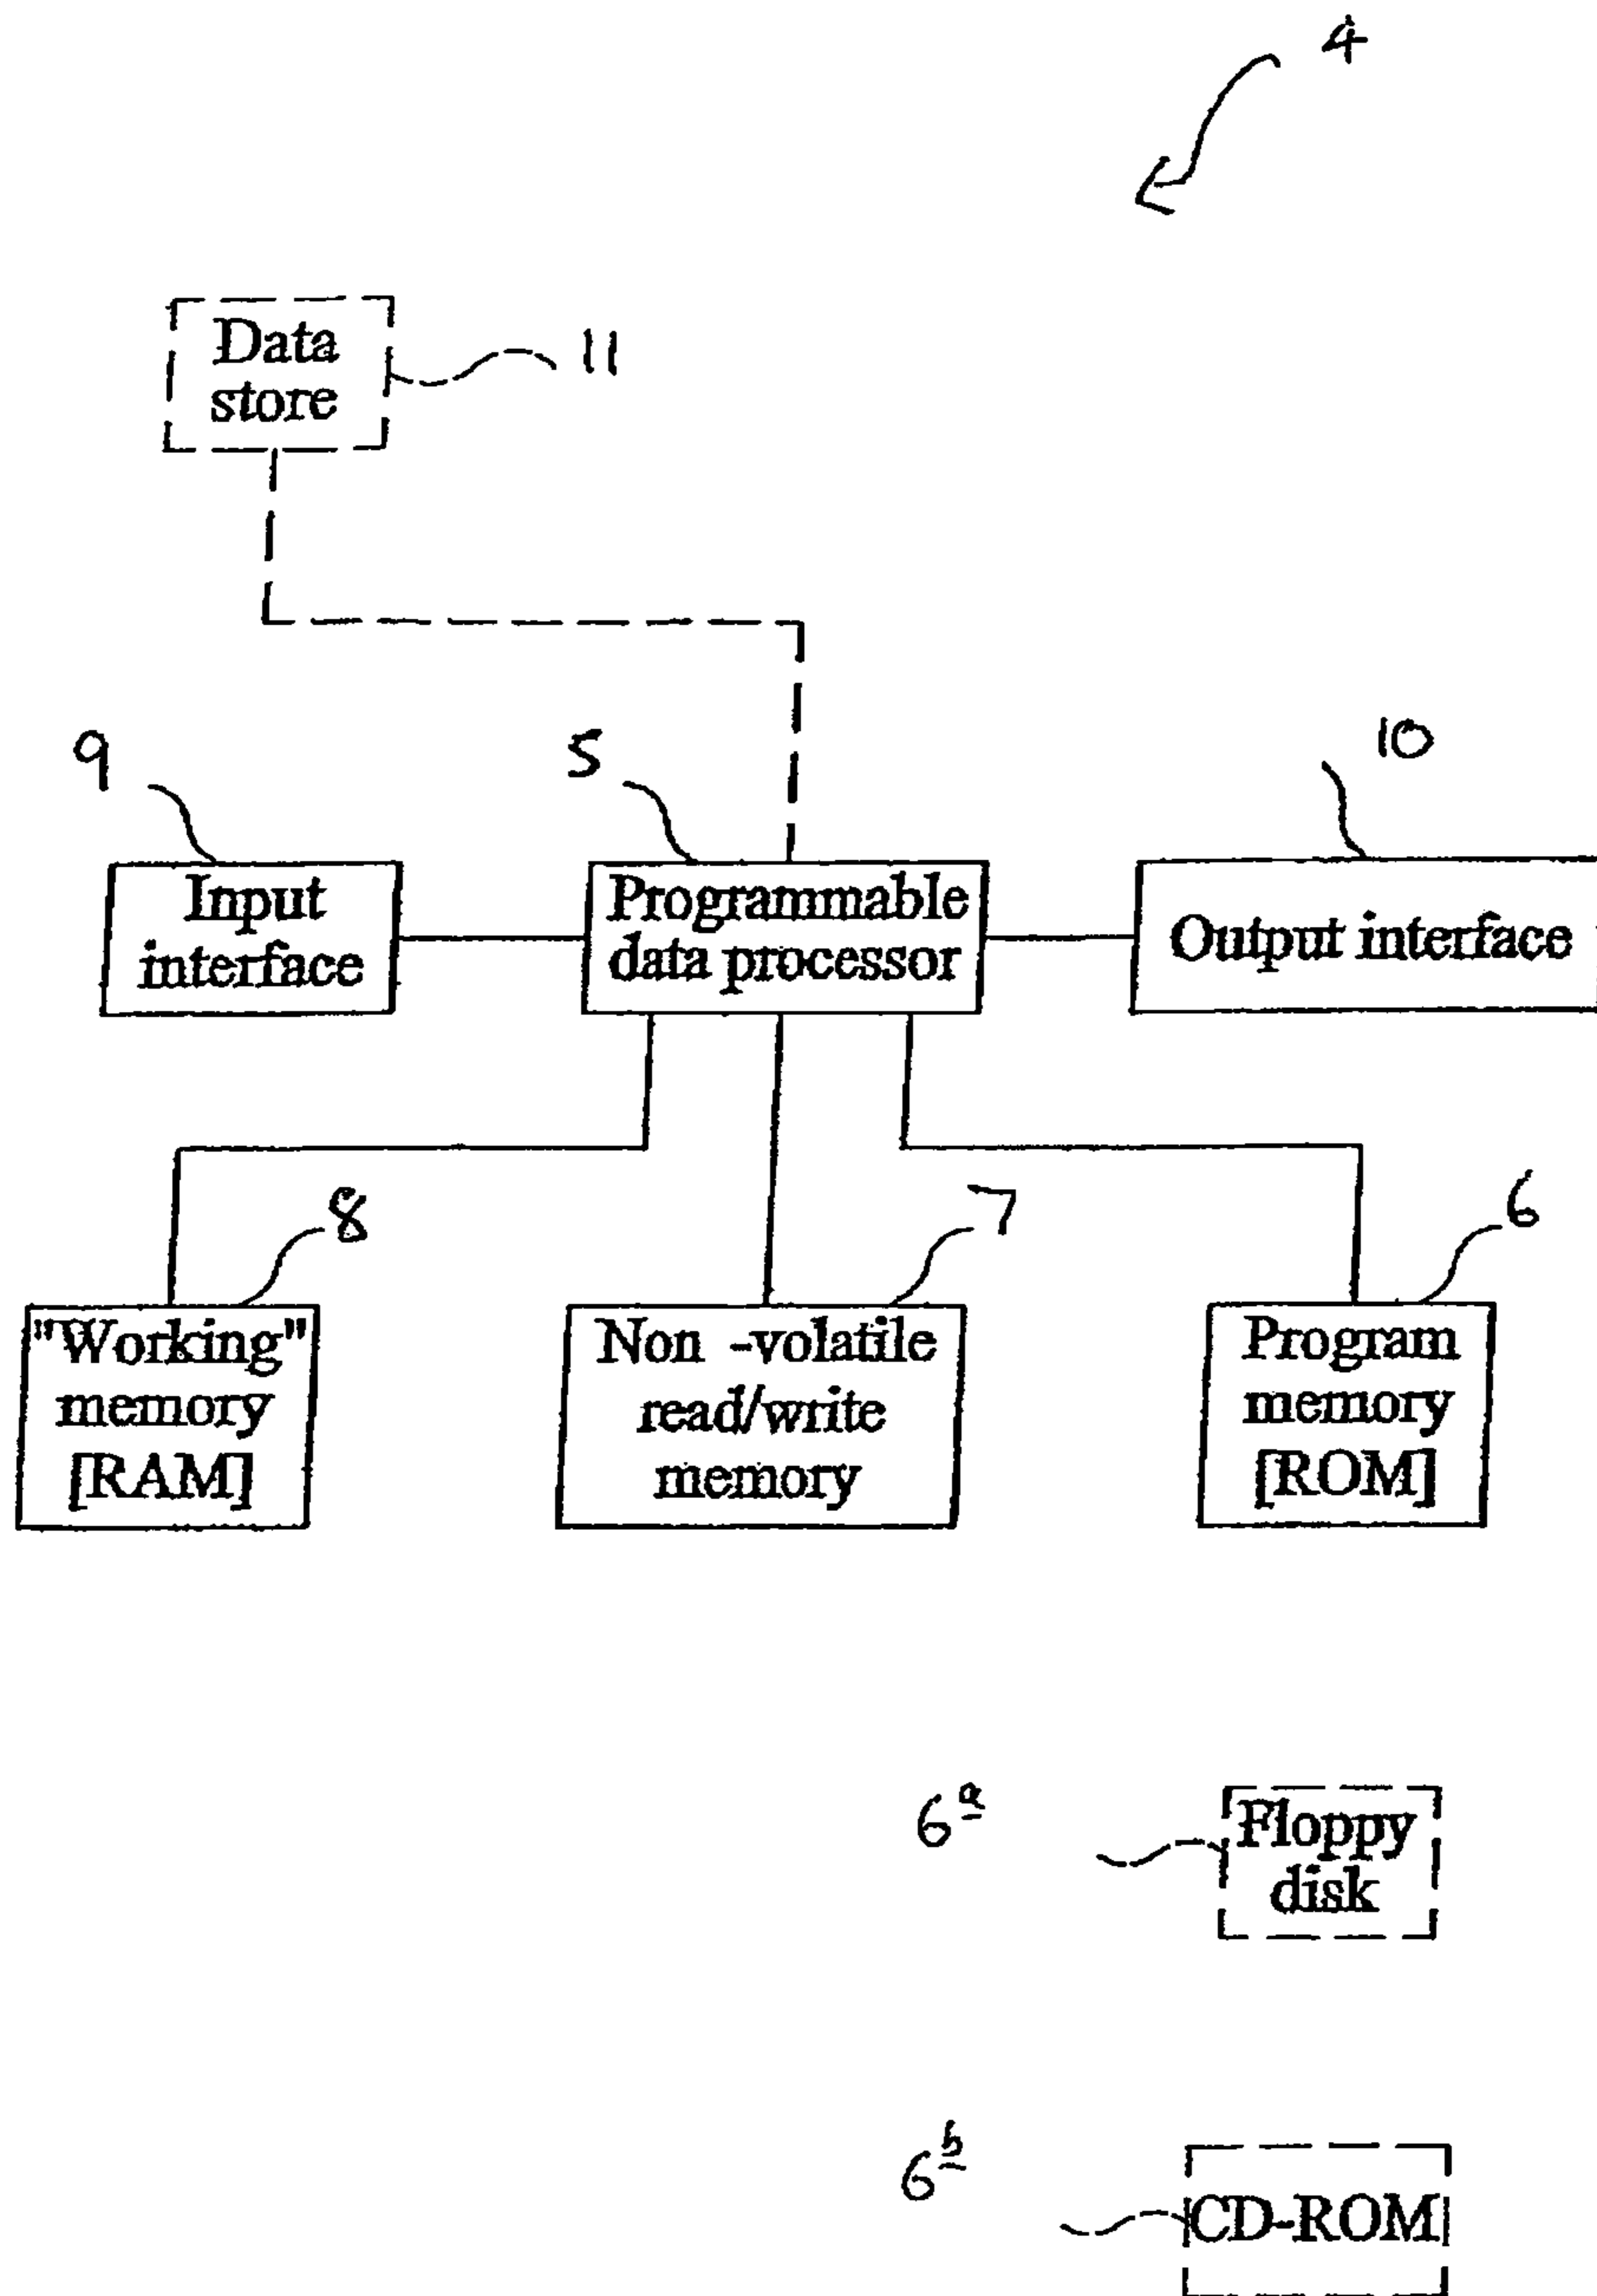 4
Data
store
11
9
5
10
Input
interface
Programmable
data processor
Output interface
8
7
6
"Working"
memory
[RAM]
Non -volatile
read/write
memory
Program
memory
[ROM]
6a
Floppy
disk
6b
CD-ROM